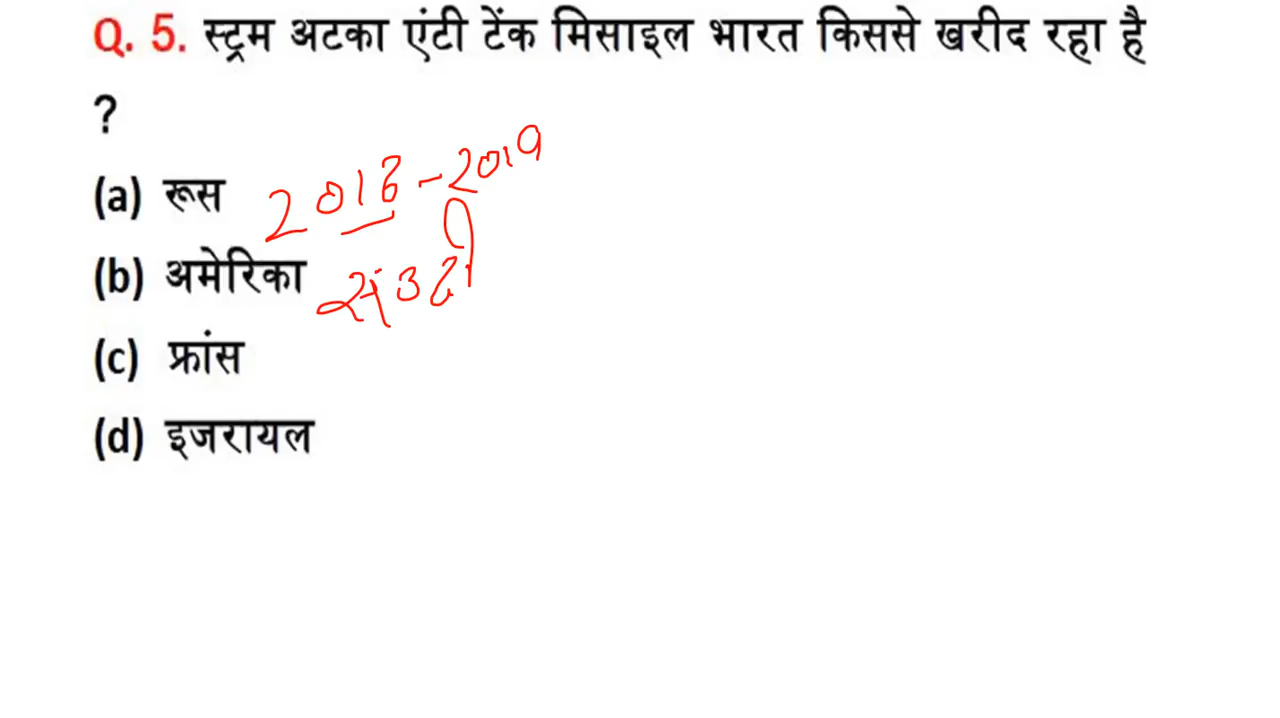 Q. 5. स्ट्रम अटका एंटी टेंक मिसाइल भारत किससे खरीद रहा है
?
(a) रूस
2018-2019
(b) अमेरिका
(c) फ्रांस
(d) इजरायल